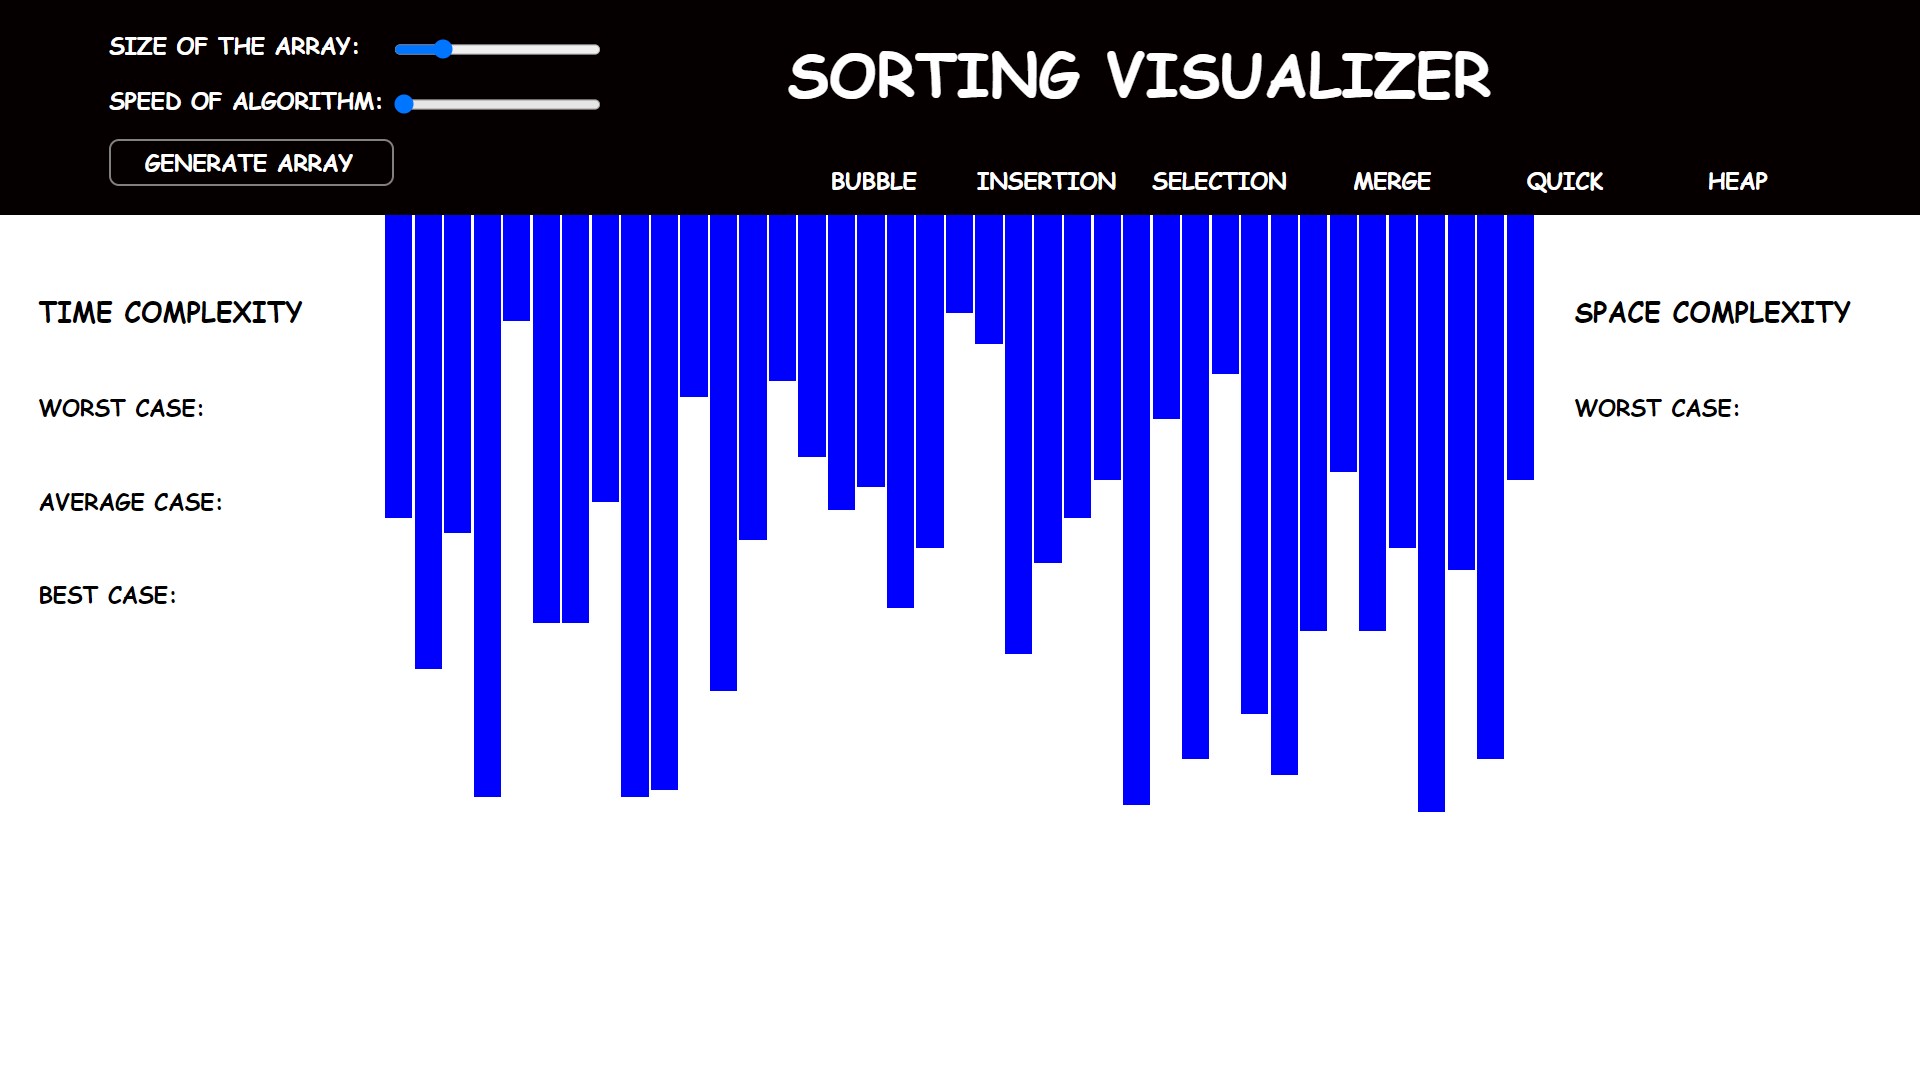 SIZE OF THE ARRAY:
SPEED OF ALGORITHM:
GENERATE ARRAY
SORTING VISUALIZER
BUBBLE INSERTION SELECTION MERGE QUICK HEAP
TIME COMPLEXITY
WORST CASE:
AVERAGE CASE:
BEST CASE:
SPACE COMPLEXITY
WORST CASE: